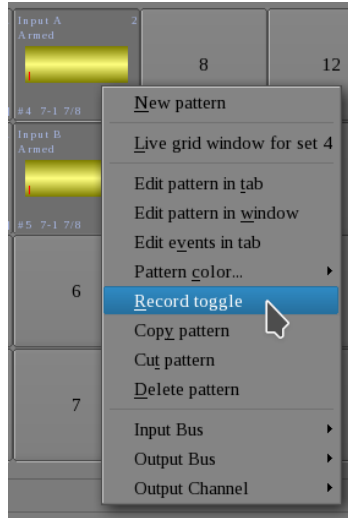 Input A 2
Armed
8
12
#4 7-1 7/8
Input B
Armed
#5 7-1 7/8
6
7
New pattern
Live grid window for set 4
Edit pattern in tab
Edit pattern in window
Edit events in tab
Pattern color...
Record toggle
Copy pattern
Cut pattern
Delete pattern
Input Bus
Output Bus
Output Channel